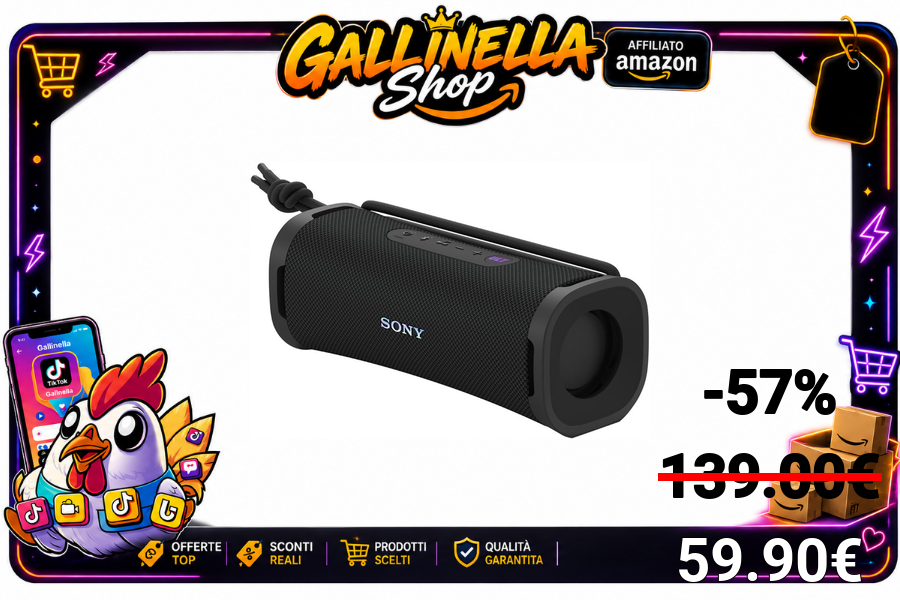 GALLINELLA
Shop
AFFILIATO
amazon
SONY
ULT
Gallinella
TikTok
Gallinella
-57%
139.00€
59.90€
OFFERTE
TOP
SCONTI
REALI
PRODOTTI
SCELTI
QUALITÀ
GARANTITA